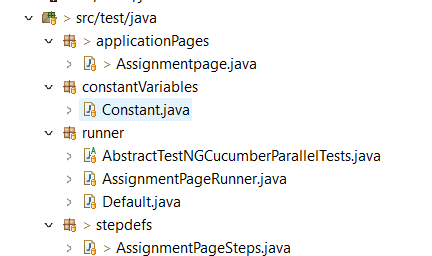 src/test/java
> applicationPages
> Assignmentpage.java
constantVariables
Constant.java
runner
AbstractTestNGCucumberParallelTests.java
AssignmentPageRunner.java
Default.java
> stepdefs
> AssignmentPageSteps.java